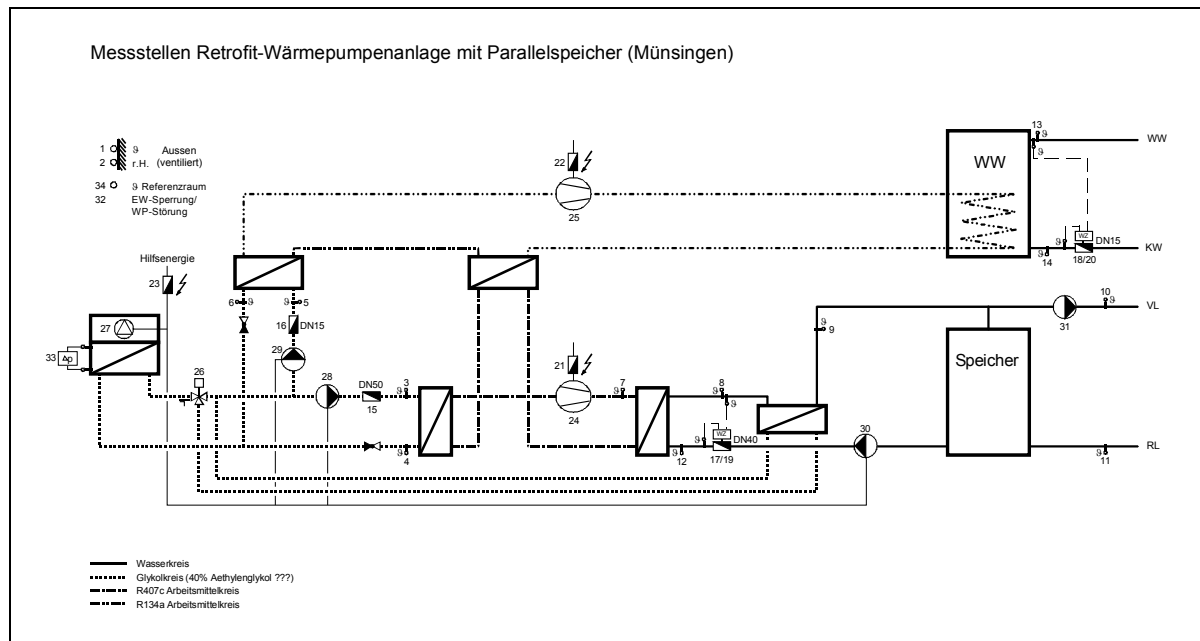 Messstellen Retrofit-Wärmepumpenanlage mit Parallelspeicher (Münsingen)
1 ϑ Aussen
2 r.H. (ventiliert)
34 ϑ Referenzraum
32 EW-Sperrung/
WP-Störung
22
25
13
ϑ
ϑ
WW
WW
WZ
DN15
KW
14
ϑ
ϑ
18/20
Hilfsenergie
23
6 ϑ
ϑ 5
16 DN15
29
27
33 Δp
26
28
DN50
15
3
ϑ
ϑ
4
21
24
7
ϑ
8
ϑ
ϑ
ϑ
9
10
ϑ
VL
31
Speicher
ϑ
12
ϑ
WZ
DN40
17/19
30
ϑ
11
RL
Wasserkreis
Glykolkreis (40% Aethylenglykol ???)
R407c Arbeitsmittelkreis
R134a Arbeitsmittelkreis